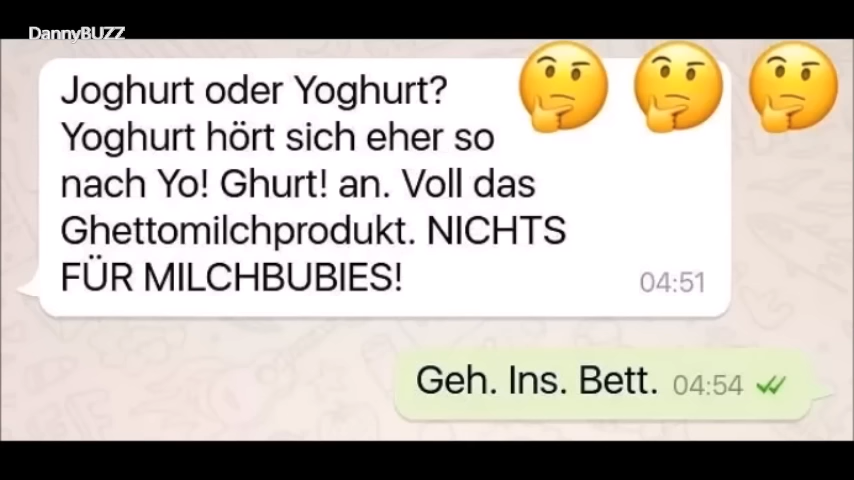 DannyBUZZ
Joghurt oder Yoghurt?
Yoghurt hört sich eher so
nach Yo! Ghurt! an. Voll das
Ghettomilchprodukt. NICHTS
FÜR MILCHBUBIES!
04:51
Geh. Ins. Bett. 04:54